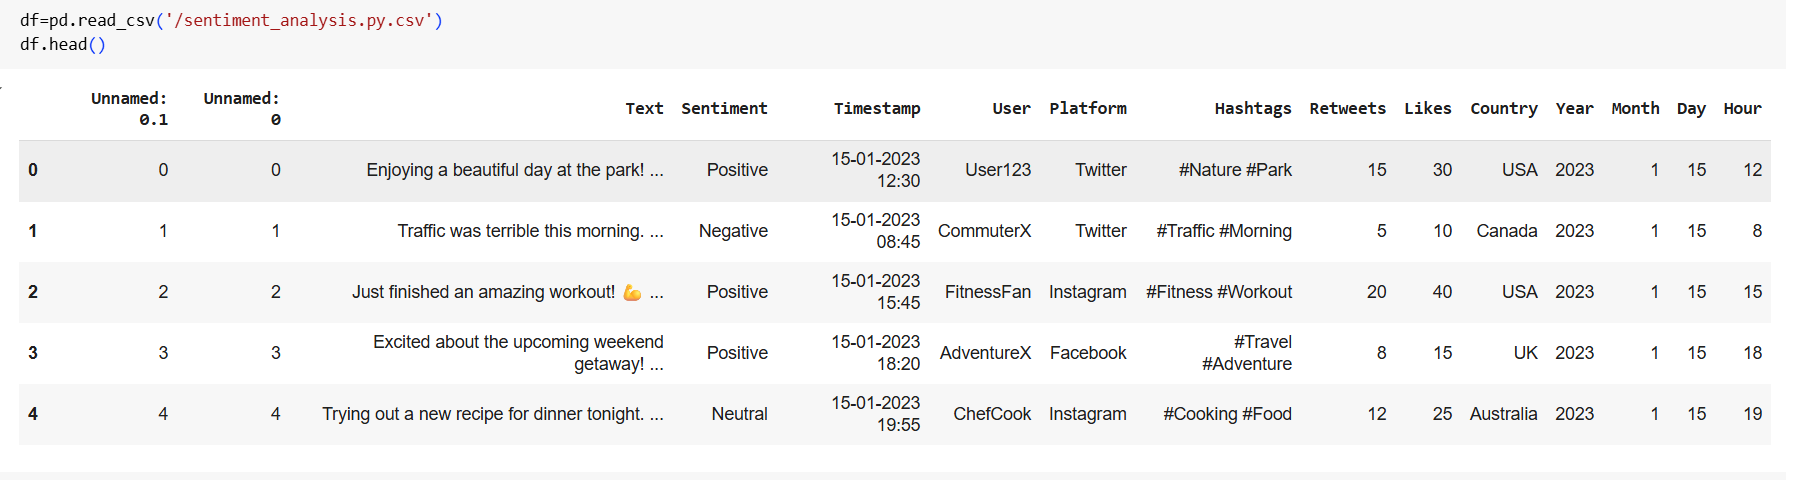 df=pd.read_csv('/sentiment_analysis.py.csv')
df.head()
Unnamed: 0.1 Unnamed: 0 Text Sentiment Timestamp User Platform Hashtags Retweets Likes Country Year Month Day Hour
0 0 0 Enjoying a beautiful day at the park! ... Positive 15-01-2023 12:30 User123 Twitter #Nature #Park 15 30 USA 2023 1 15 12
1 1 1 Traffic was terrible this morning. ... Negative 15-01-2023 08:45 CommuterX Twitter #Traffic #Morning 5 10 Canada 2023 1 15 8
2 2 2 Just finished an amazing workout! 💪 ... Positive 15-01-2023 15:45 FitnessFan Instagram #Fitness #Workout 20 40 USA 2023 1 15 15
3 3 3 Excited about the upcoming weekend getaway! ... Positive 15-01-2023 18:20 AdventureX Facebook #Travel #Adventure 8 15 UK 2023 1 15 18
4 4 4 Trying out a new recipe for dinner tonight. ... Neutral 15-01-2023 19:55 ChefCook Instagram #Cooking #Food 12 25 Australia 2023 1 15 19